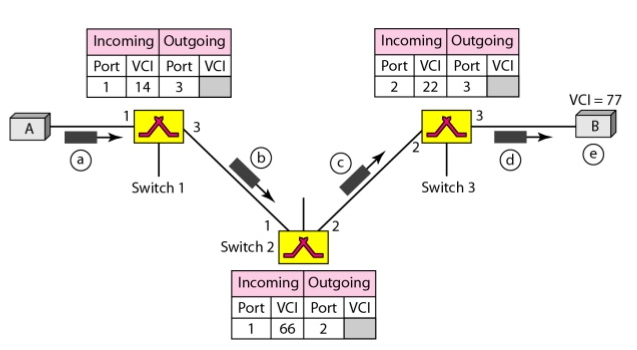 Incoming Outgoing
Port VCI Port VCI
1 14 3
Incoming Outgoing
Port VCI Port VCI
2 22 3
VCI = 77
A
1
3
a
b
Switch 1
c
2
3
d
B
e
Switch 3
1
2
Switch 2
Incoming Outgoing
Port VCI Port VCI
1 66 2